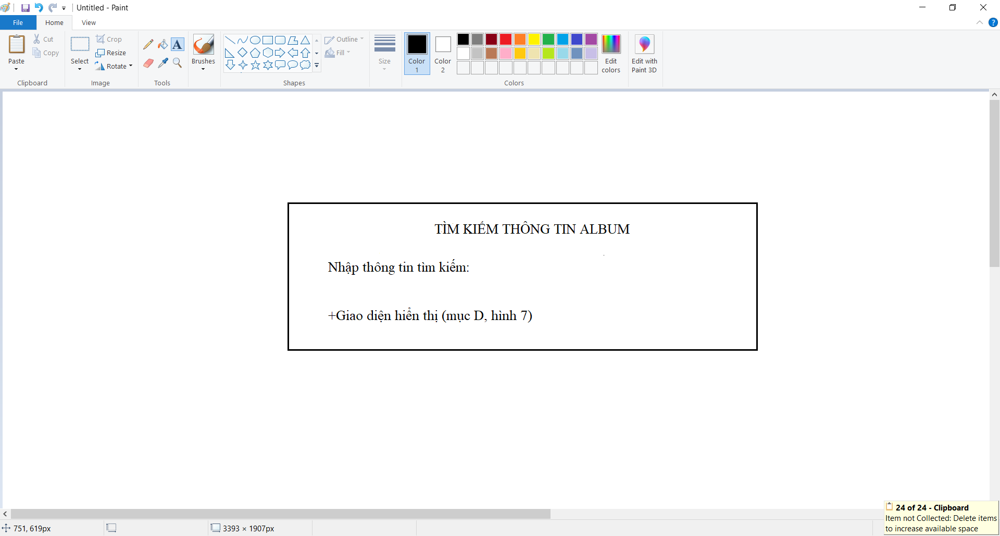 Untitled - Paint
File Home View
Paste
Cut
Copy
Clipboard
Select
Crop
Resize
Rotate
Image
A
Tools
Brushes
Shapes
Outline
Fill
Size
Color 1
Color 2
Colors
Edit colors
Edit with Paint 3D
?
TÌM KIẾM THÔNG TIN ALBUM
Nhập thông tin tìm kiếm:
+Giao diện hiển thị (mục D, hình 7)
24 of 24 - Clipboard
Item not Collected: Delete items
to increase available space
751, 619px
3393 × 1907px